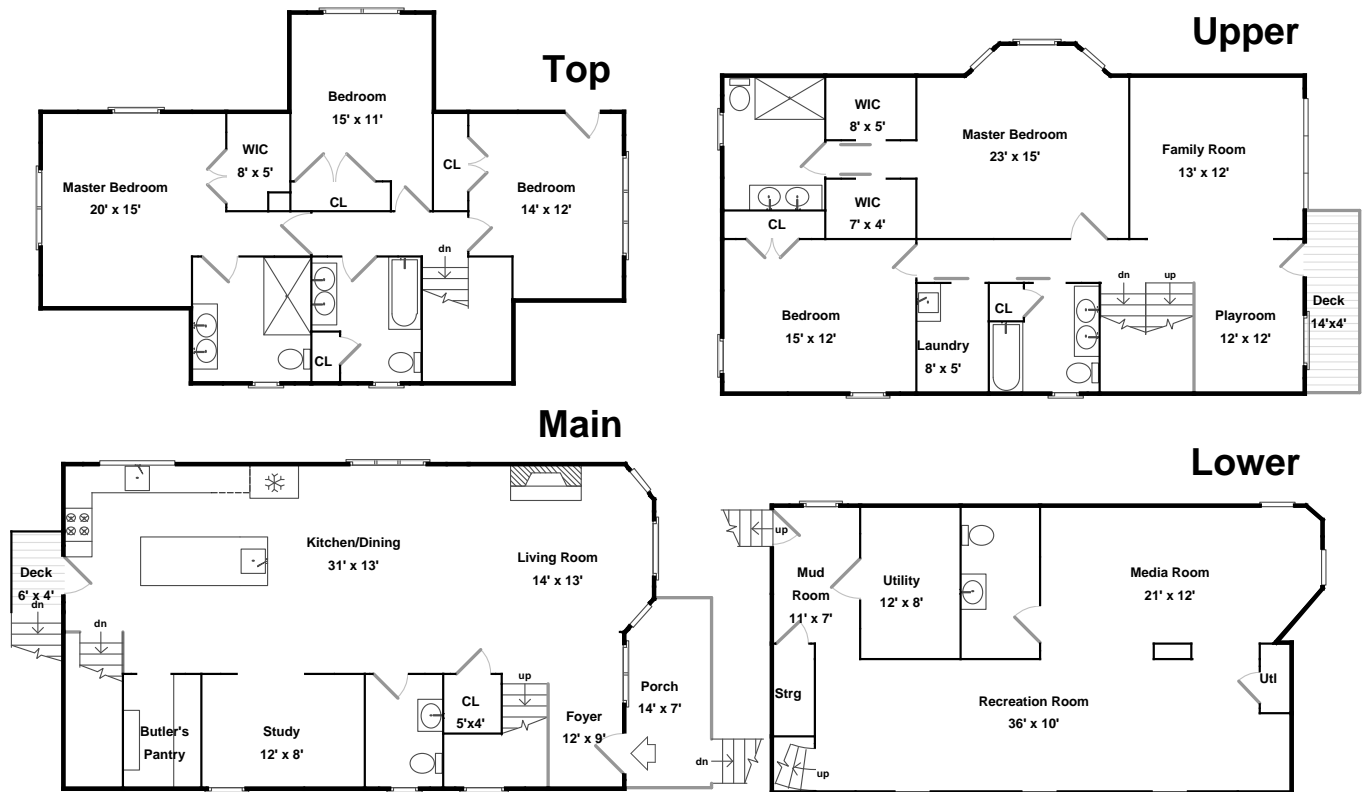 Top
Bedroom
15' x 11'
WIC
8' x 5'
CL
Master Bedroom
20' x 15'
Bedroom
14' x 12'
CL
dn
CL
Upper
WIC
8' x 5'
Master Bedroom
23' x 15'
Family Room
13' x 12'
WIC
7' x 4'
CL
dn
up
Bedroom
15' x 12'
CL
Laundry
8' x 5'
Playroom
12' x 12'
Deck
14'x4'
Main
Kitchen/Dining
31' x 13'
Living Room
14' x 13'
Deck
6' x 4'
dn
dn
up
Porch
14' x 7'
CL
5'x4'
Foyer
12' x 9'
Butler's
Pantry
Study
12' x 8'
dn
Lower
up
Mud
Room
11' x 7'
Utility
12' x 8'
Media Room
21' x 12'
Strg
Recreation Room
36' x 10'
Utl
up